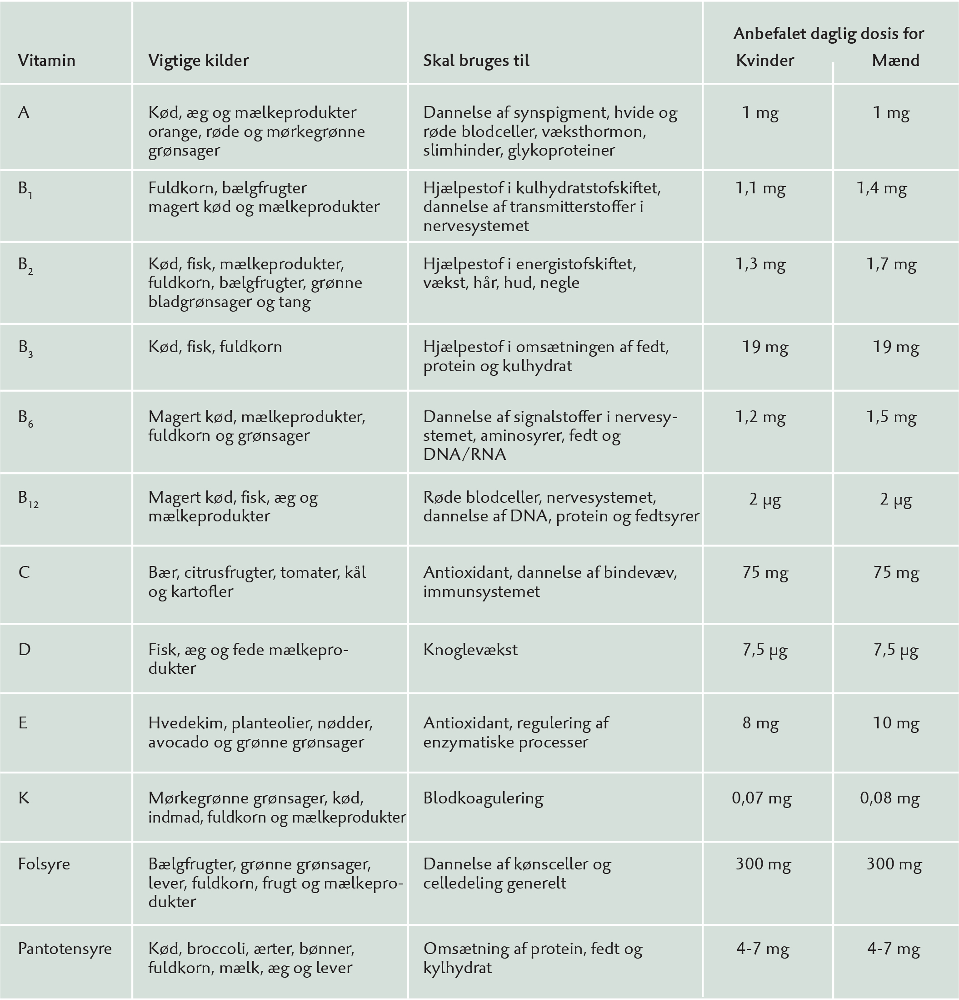 Anbefalet daglig dosis for
Vitamin Vigtige kilder Skal bruges til Kvinder Mænd
A Kød, æg og mælkeprodukter Dannelse af synspigment, hvide og 1 mg 1 mg
orange, røde og mørkegrønne røde blodceller, væksthormon,
grønsager slimhinder, glykoproteiner
B₁ Fuldkorn, bælgfrugter Hjælpestof i kulhydratstofskiftet, 1,1 mg 1,4 mg
magert kød og mælkeprodukter dannelse af transmitterstoffer i
nervesystemet
B₂ Kød, fisk, mælkeprodukter, Hjælpestof i energistofskiftet, 1,3 mg 1,7 mg
fuldkorn, bælgfrugter, grønne vækst, hår, hud, negle
bladgrønsager og tang
B₃ Kød, fisk, fuldkorn Hjælpestof i omsætningen af fedt, 19 mg 19 mg
protein og kulhydrat
B₆ Magert kød, mælkeprodukter, Dannelse af signalstoffer i nervesy- 1,2 mg 1,5 mg
fuldkorn og grønsager stemet, aminosyrer, fedt og
DNA/RNA
B₁₂ Magert kød, fisk, æg og Røde blodceller, nervesystemet, 2 µg 2 µg
mælkeprodukter dannelse af DNA, protein og fedtsyrer
C Bær, citrusfrugter, tomater, kål Antioxidant, dannelse af bindevæv, 75 mg 75 mg
og kartofler immunsystemet
D Fisk, æg og fede mælkepro- Knoglevækst 7,5 µg 7,5 µg
dukter
E Hvedekim, planteolier, nødder, Antioxidant, regulering af 8 mg 10 mg
avocado og grønne grønsager enzymatiske processer
K Mørkegrønne grønsager, kød, Blodkoagulering 0,07 mg 0,08 mg
indmad, fuldkorn og mælkeprodukter
Folsyre Bælgfrugter, grønne grønsager, Dannelse af kønsceller og 300 mg 300 mg
lever, fuldkorn, frugt og mælkepro- celledeling generelt
dukter
Pantotensyre Kød, broccoli, ærter, bønner, Omsætning af protein, fedt og 4-7 mg 4-7 mg
fuldkorn, mælk, æg og lever kylhydrat